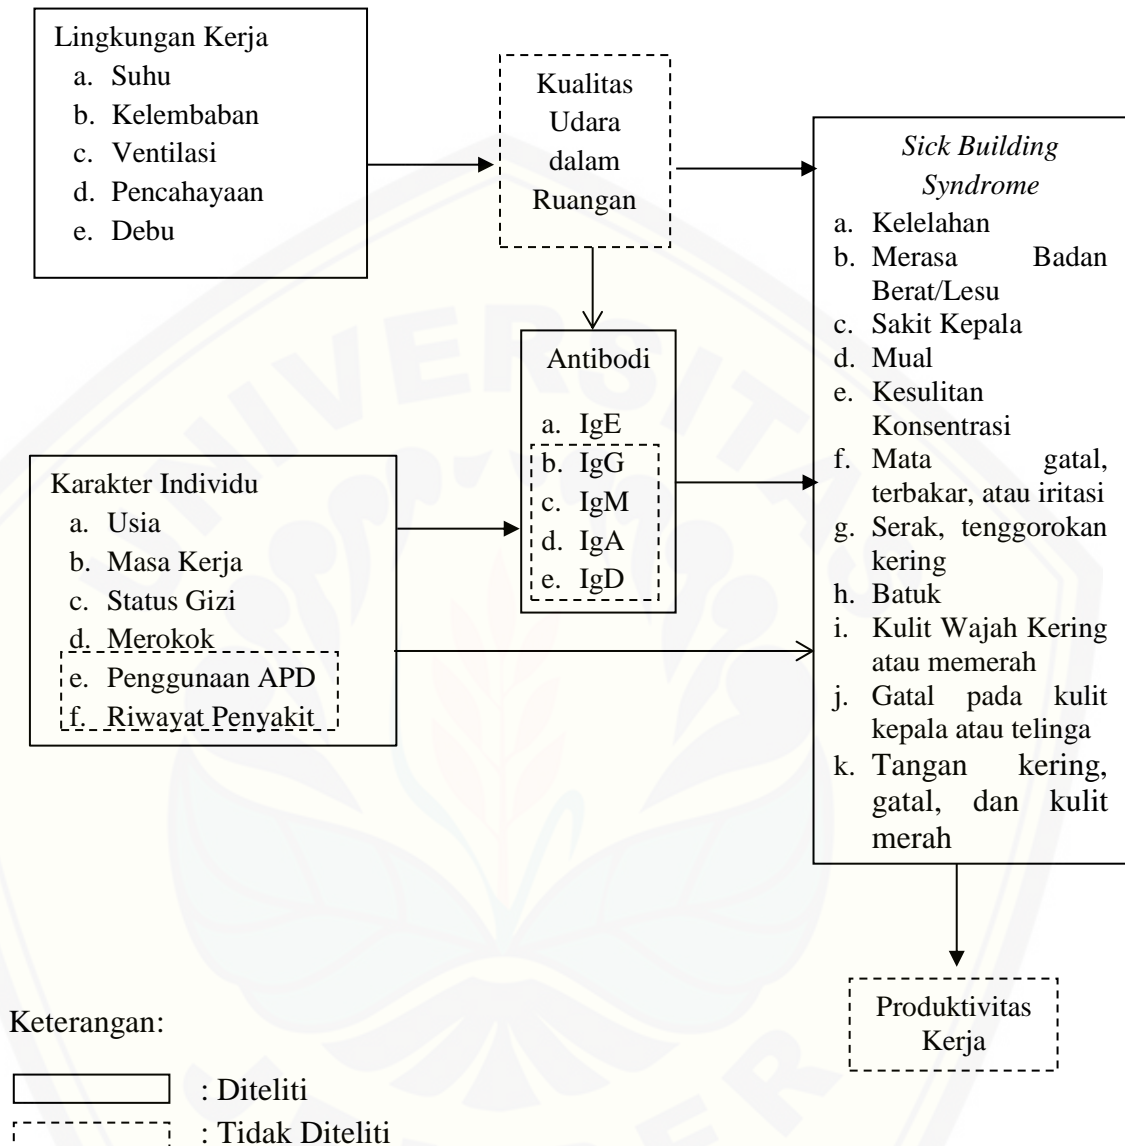 Lingkungan Kerja
a. Suhu
b. Kelembaban
c. Ventilasi
d. Pencahayaan
e. Debu
Kualitas
Udara
dalam
Ruangan
Sick Building
Syndrome
a. Kelelahan
b. Merasa Badan
Berat/Lesu
c. Sakit Kepala
d. Mual
e. Kesulitan
Konsentrasi
f. Mata gatal,
terbakar, atau iritasi
g. Serak, tenggorokan
kering
h. Batuk
i. Kulit Wajah Kering
atau memerah
j. Gatal pada kulit
kepala atau telinga
k. Tangan kering,
gatal, dan kulit
merah
Antibodi
a. IgE
b. IgG
c. IgM
d. IgA
e. IgD
Karakter Individu
a. Usia
b. Masa Kerja
c. Status Gizi
d. Merokok
e. Penggunaan APD
f. Riwayat Penyakit
Produktivitas
Kerja
Keterangan:
: Diteliti
: Tidak Diteliti
UNIVERSITAS